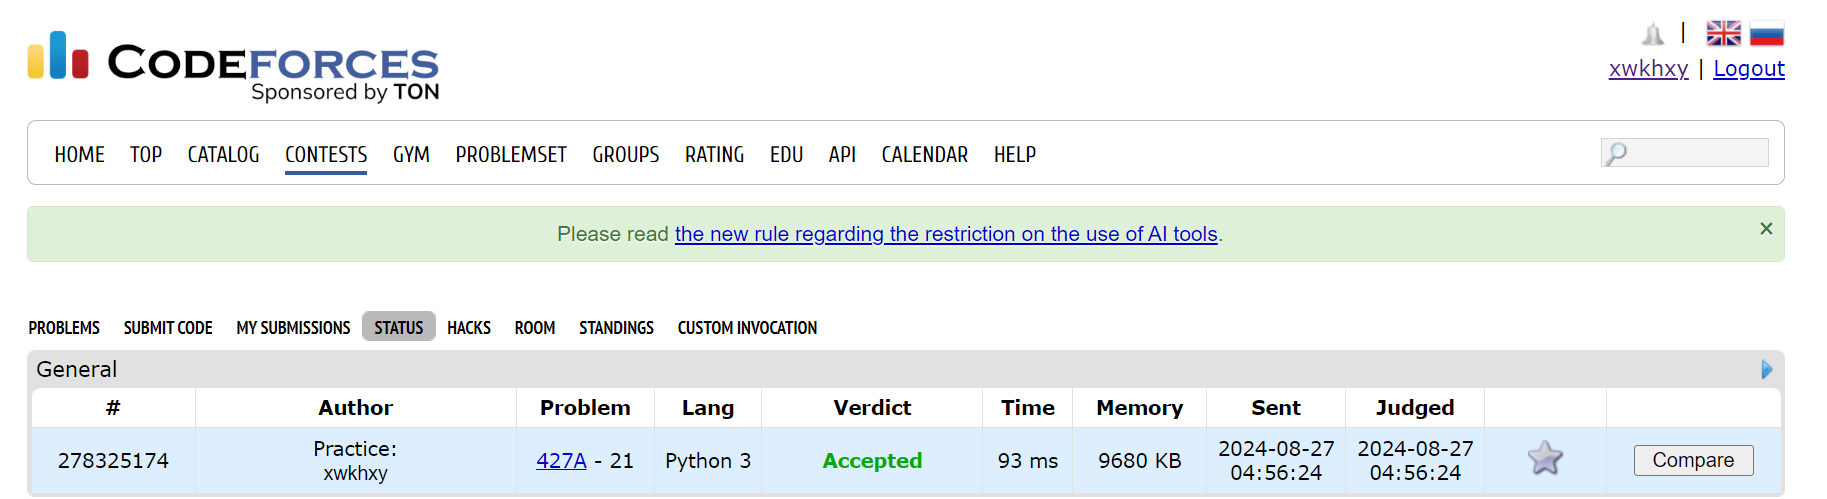 CODEFORCES
Sponsored by TON
|
xwkhxy | Logout
HOME TOP CATALOG CONTESTS GYM PROBLEMSET GROUPS RATING EDU API CALENDAR HELP
Please read the new rule regarding the restriction on the use of AI tools.
×
PROBLEMS SUBMIT CODE MY SUBMISSIONS STATUS HACKS ROOM STANDINGS CUSTOM INVOCATION
General
# Author Problem Lang Verdict Time Memory Sent Judged
278325174 Practice: xwkhxy 427A - 21 Python 3 Accepted 93 ms 9680 KB 2024-08-27 04:56:24 2024-08-27 04:56:24 Compare